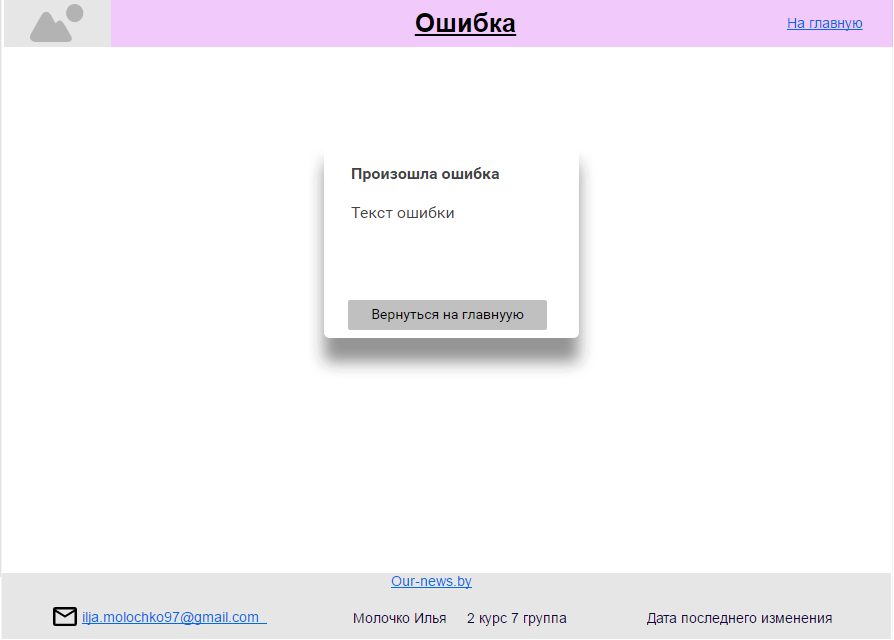 Ошибка
На главную
Произошла ошибка
Текст ошибки
Вернуться на главнуую
Our-news.by
ilja.molochko97@gmail.com
Молочко Илья 2 курс 7 группа
Дата последнего изменения